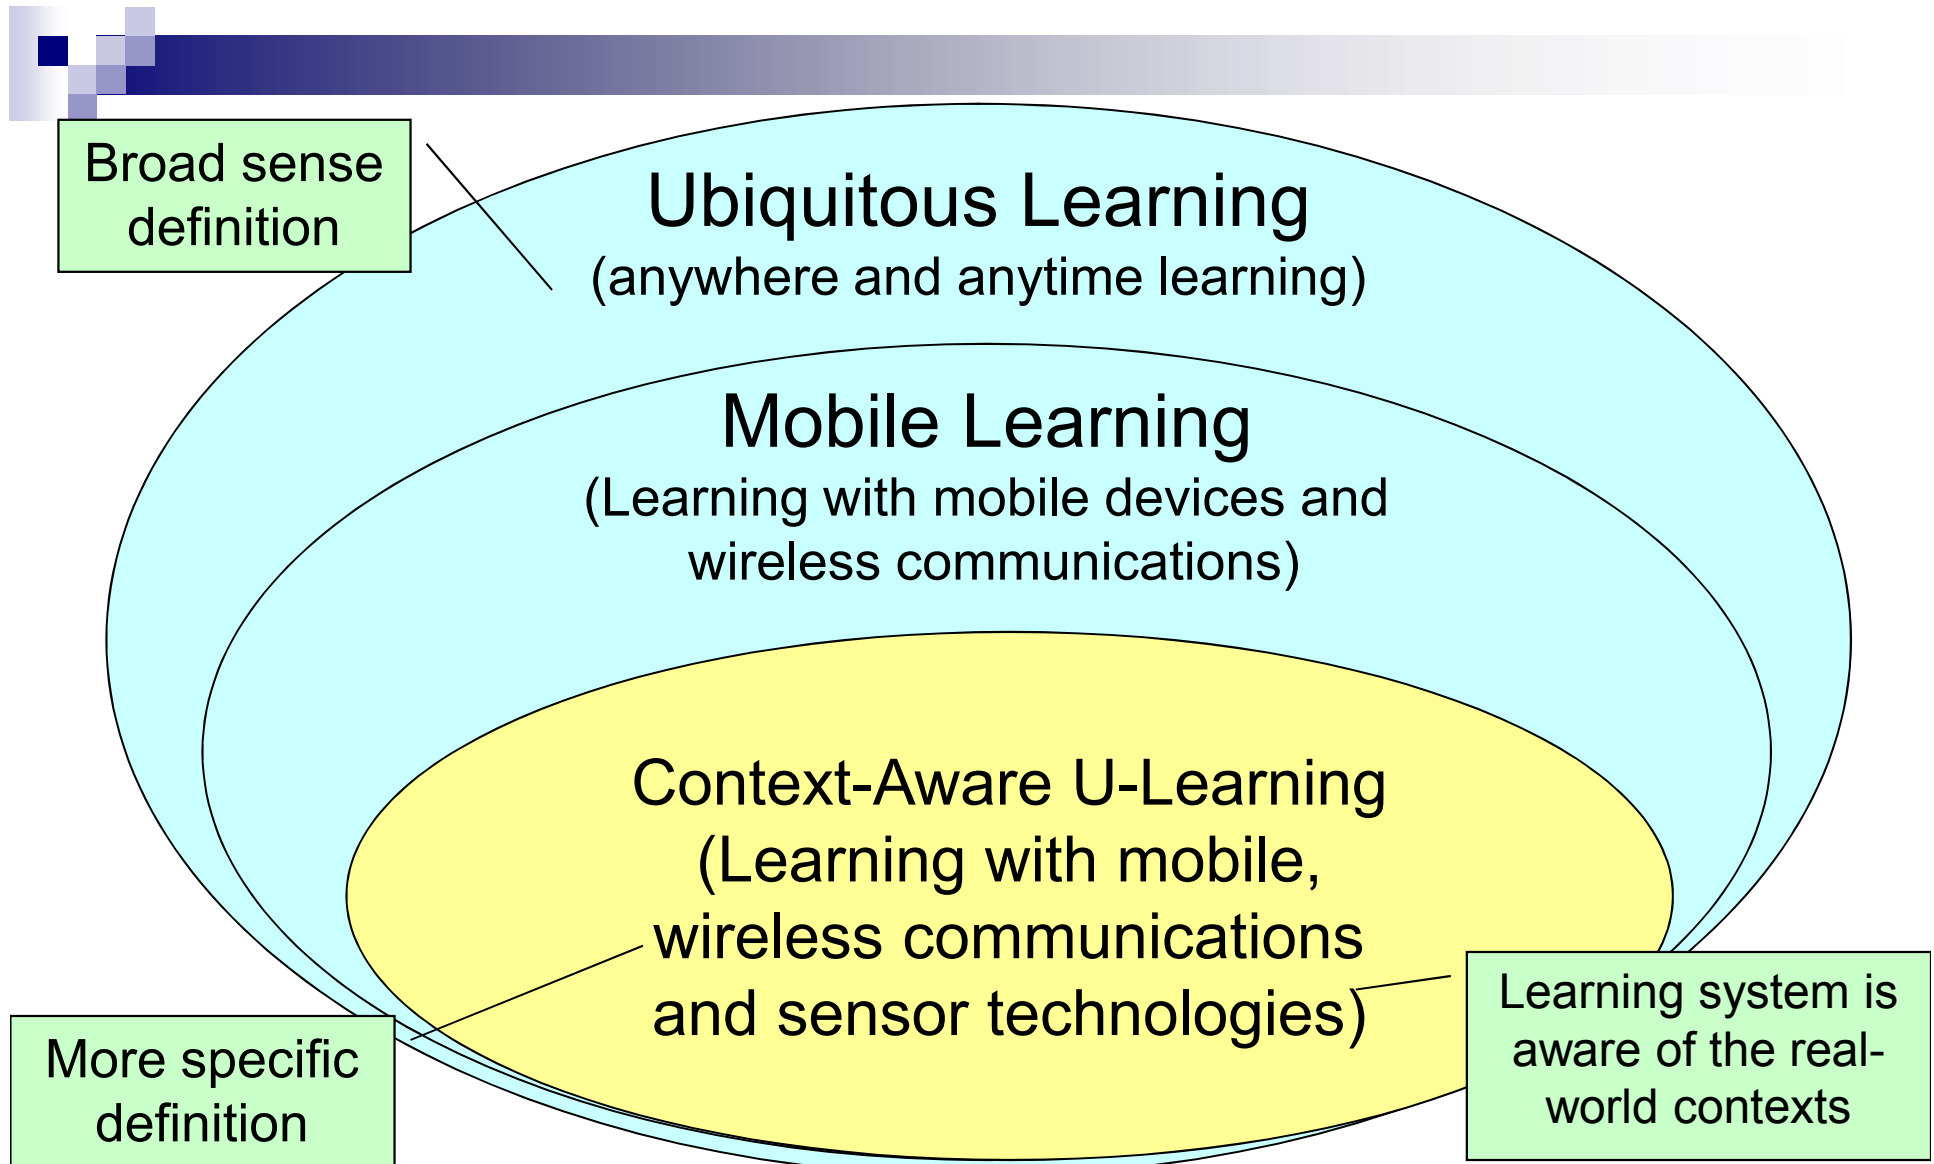 Broad sense
definition
Ubiquitous Learning
(anywhere and anytime learning)
Mobile Learning
(Learning with mobile devices and
wireless communications)
Context-Aware U-Learning
(Learning with mobile,
wireless communications
and sensor technologies)
More specific
definition
Learning system is
aware of the real-
world contexts